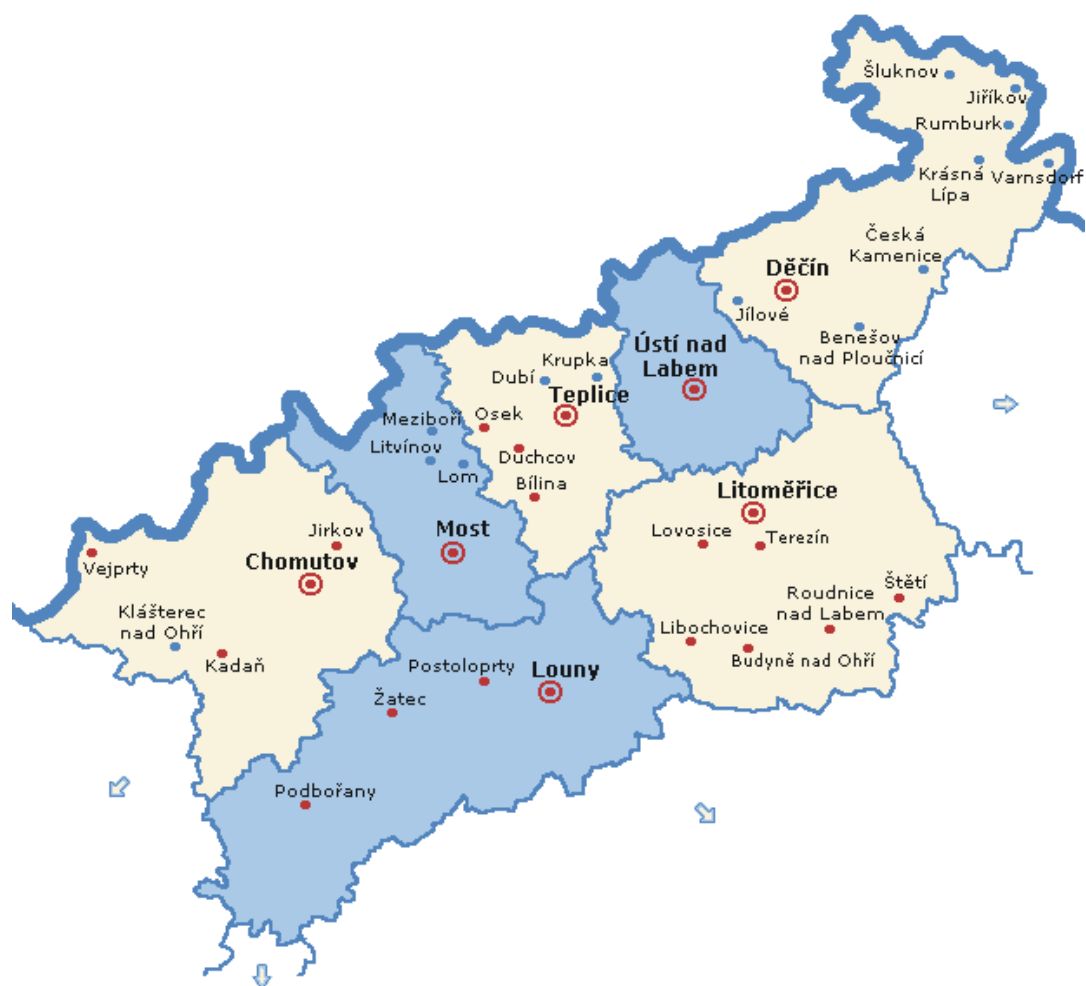 Šluknov
Jiříkov
Rumburk
Krásná
Lípa
Varnsdorf
Česká
Kamenice
Děčín
Jílové
Benešov
nad Ploučnicí
Ústí nad
Labem
Krupka
Dubí
Teplice
Osek
Meziboří
Litvínov
Lom
Duchcov
Bílina
Litoměřice
Lovosice
Terezín
Most
Jirkov
Chomutov
Vejprty
Klášterec
nad Ohří
Kadaň
Štětí
Roudnice
nad Labem
Libochovice
Budyně nad Ohří
Postoloprty
Louny
Žatec
Podbořany